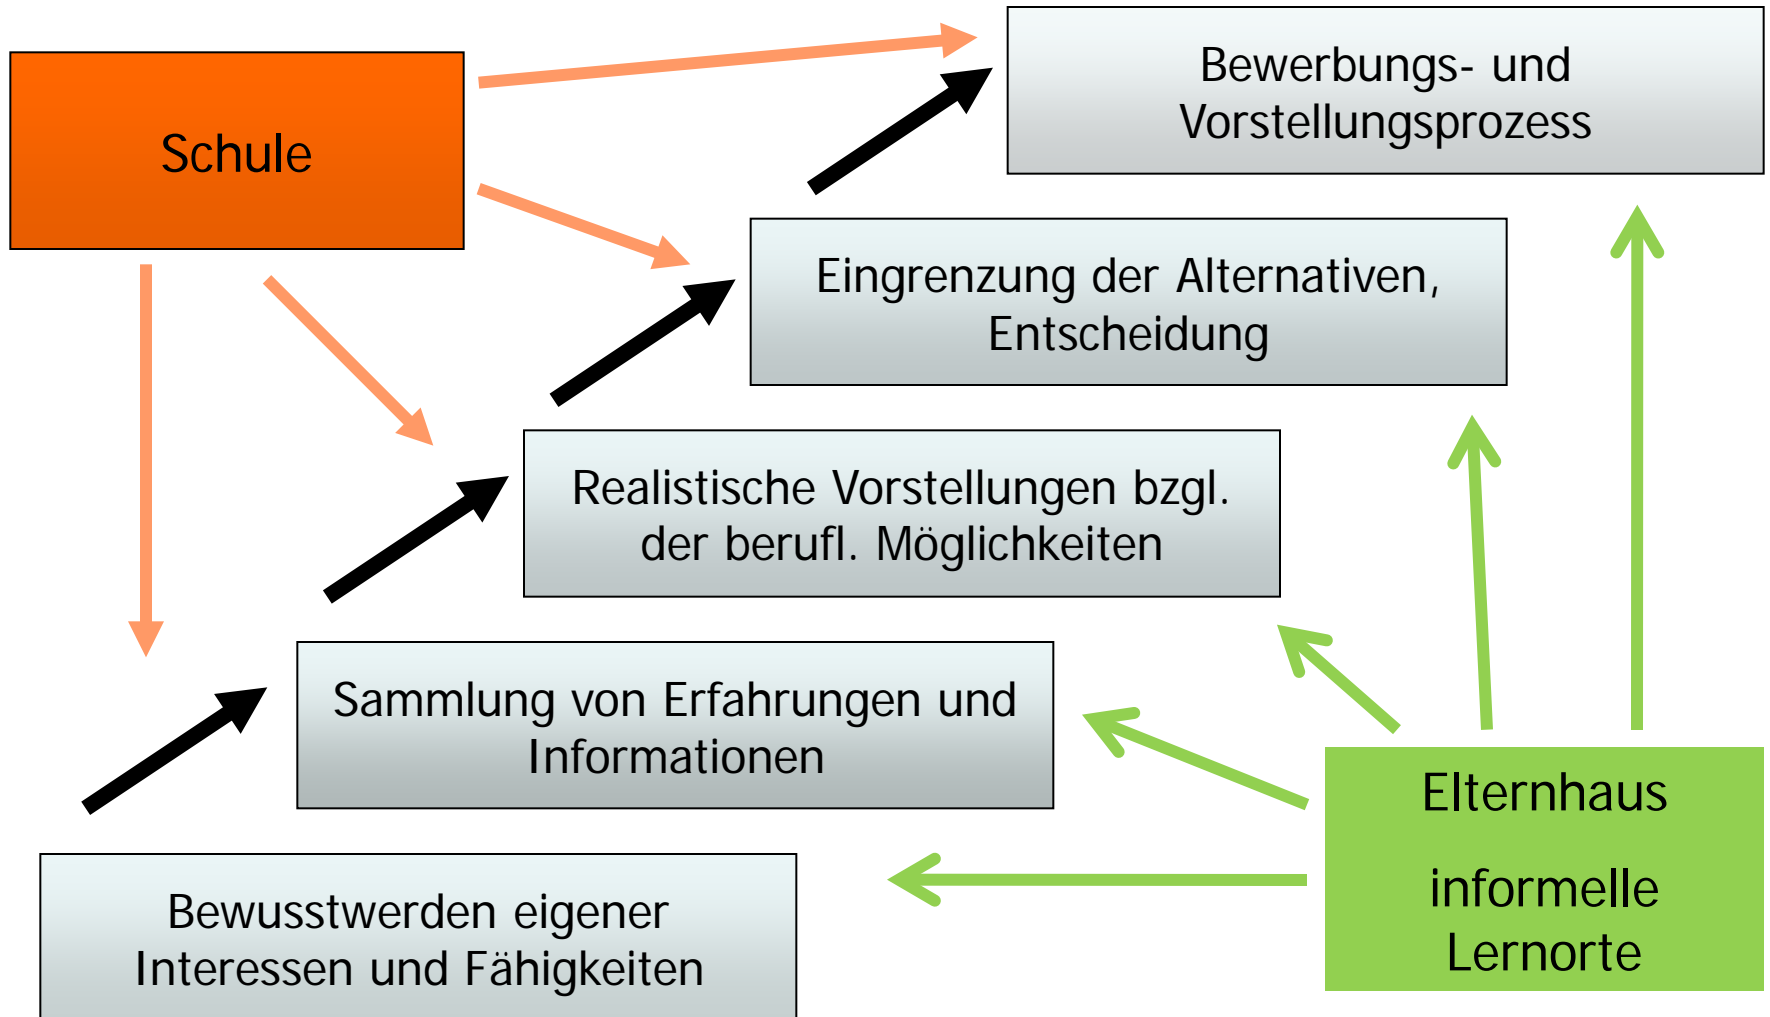 Bewerbungs- und
Vorstellungsprozess
Schule
Eingrenzung der Alternativen,
Entscheidung
Realistische Vorstellungen bzgl.
der berufl. Möglichkeiten
Sammlung von Erfahrungen und
Informationen
Elternhaus
informelle
Lernorte
Bewusstwerden eigener
Interessen und Fähigkeiten